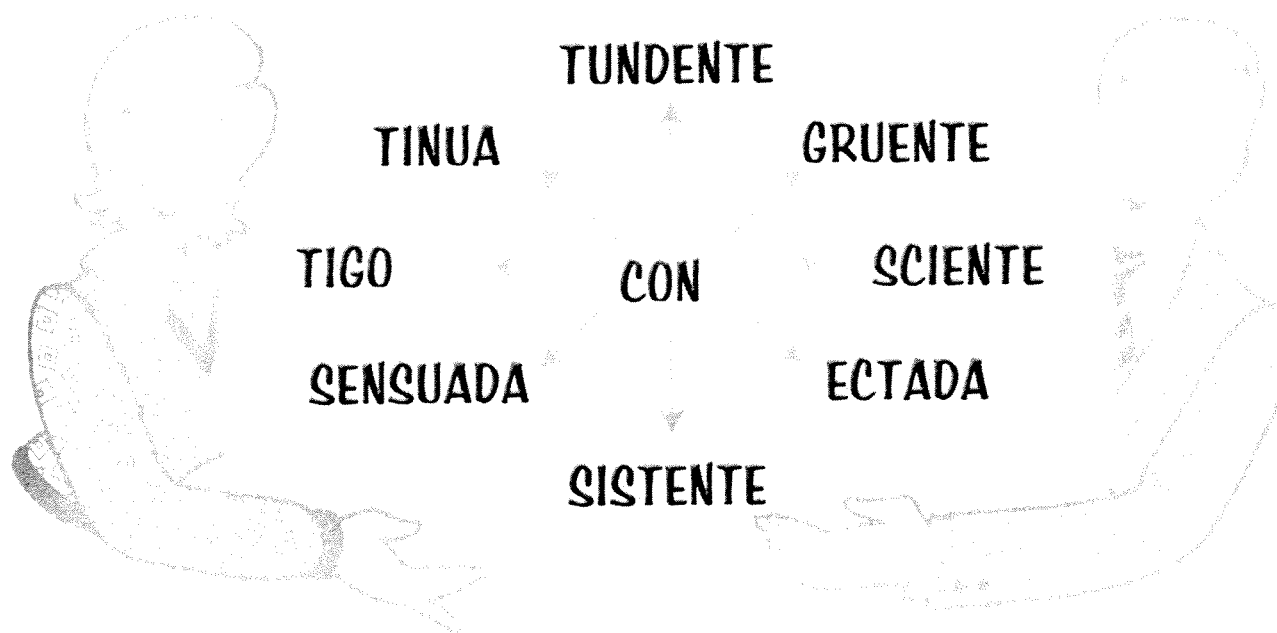 TUNDENTE
TINUA
GRUENTE
TIGO
CON
SCIENTE
SENSUADA
ECTADA
SISTENTE